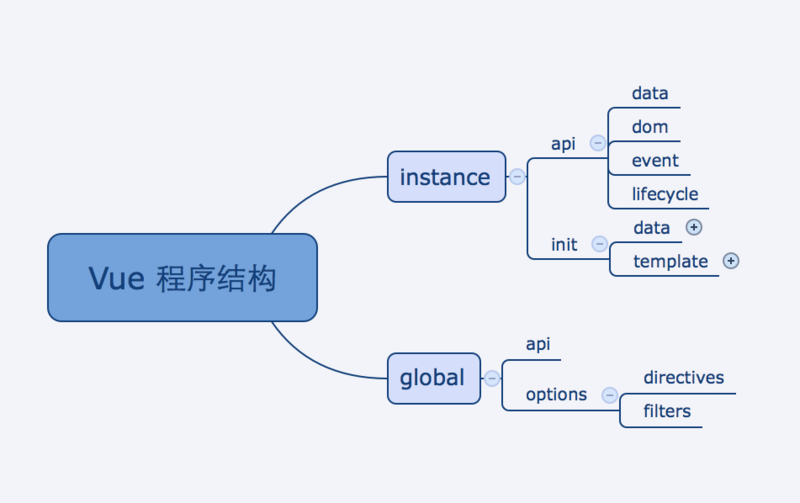 Vue 程序结构
instance
api
data
dom
event
lifecycle
init
data
template
global
api
options
directives
filters